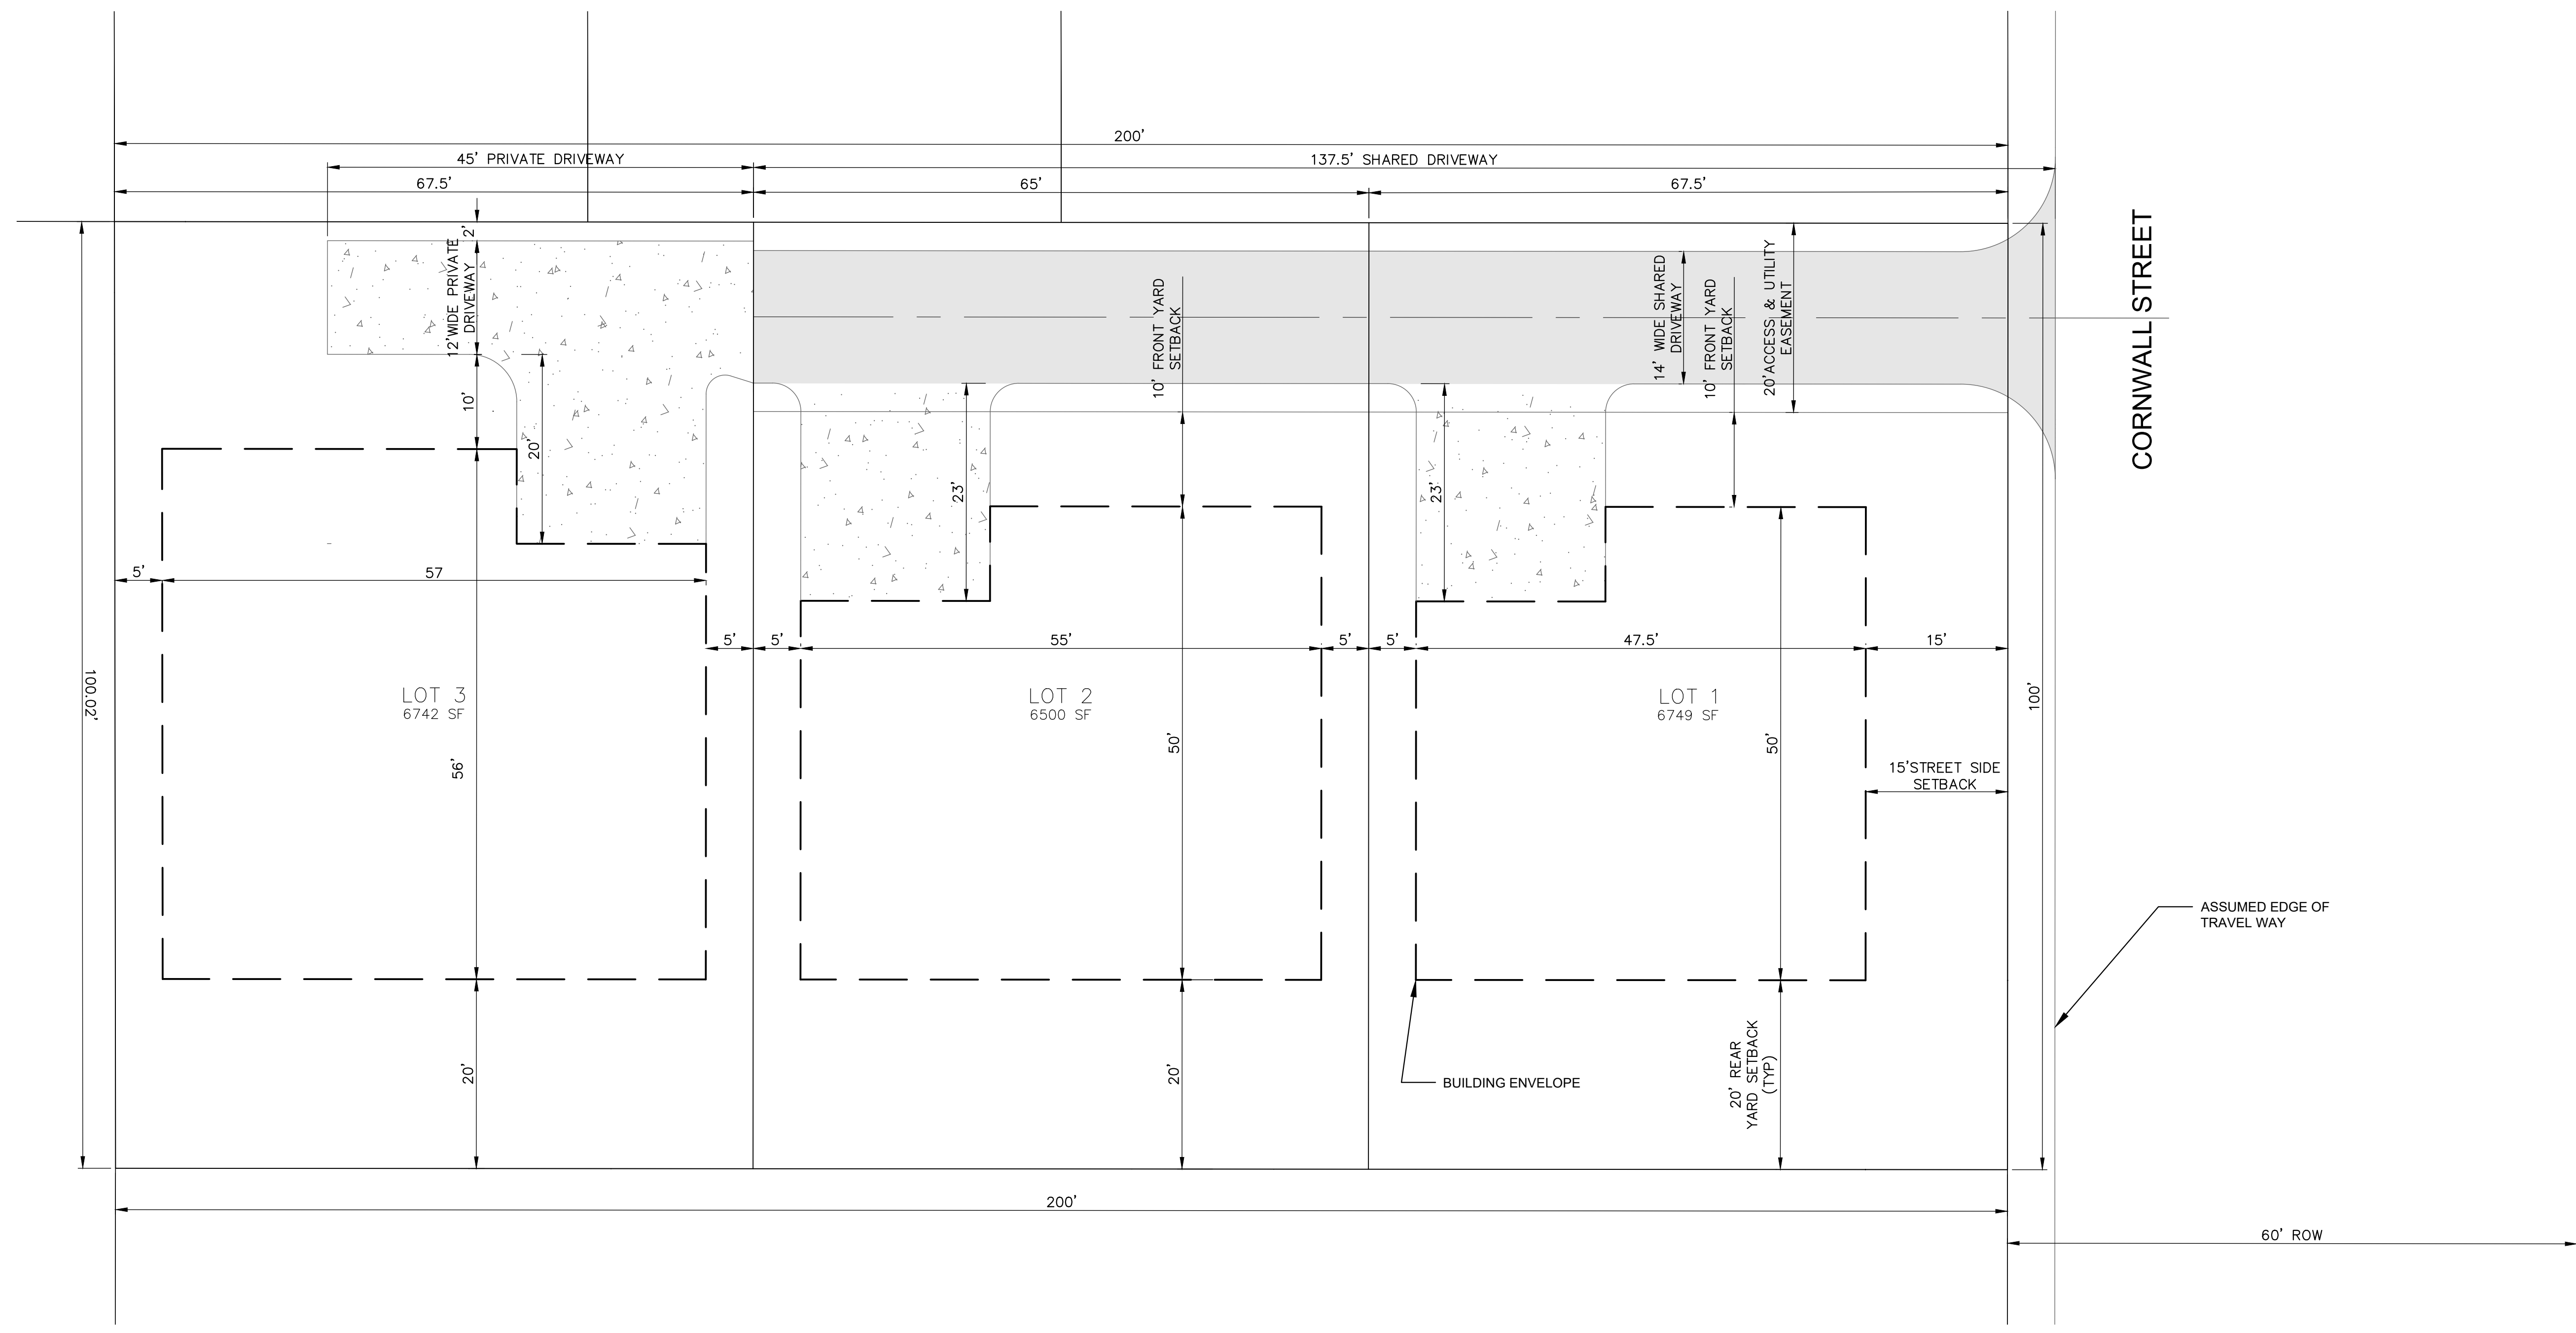 200'
45' PRIVATE DRIVEWAY
137.5' SHARED DRIVEWAY
67.5'
65'
67.5'
2'
12'WIDE PRIVATE
DRIVEWAY
10'
20'
10' FRONT YARD
SETBACK
14' WIDE SHARED
DRIVEWAY
10' FRONT YARD
SETBACK
20'ACCESS & UTILITY
EASEMENT
CORNWALL STREET
23'
23'
5'
57
5'
5'
55'
5'
5'
47.5'
15'
100.02'
LOT 3
6742 SF
LOT 2
6500 SF
LOT 1
6749 SF
100'
56'
50'
50'
15'STREET SIDE
SETBACK
ASSUMED EDGE OF
TRAVEL WAY
20'
20'
20' REAR
YARD SETBACK
(TYP)
BUILDING ENVELOPE
200'
60' ROW